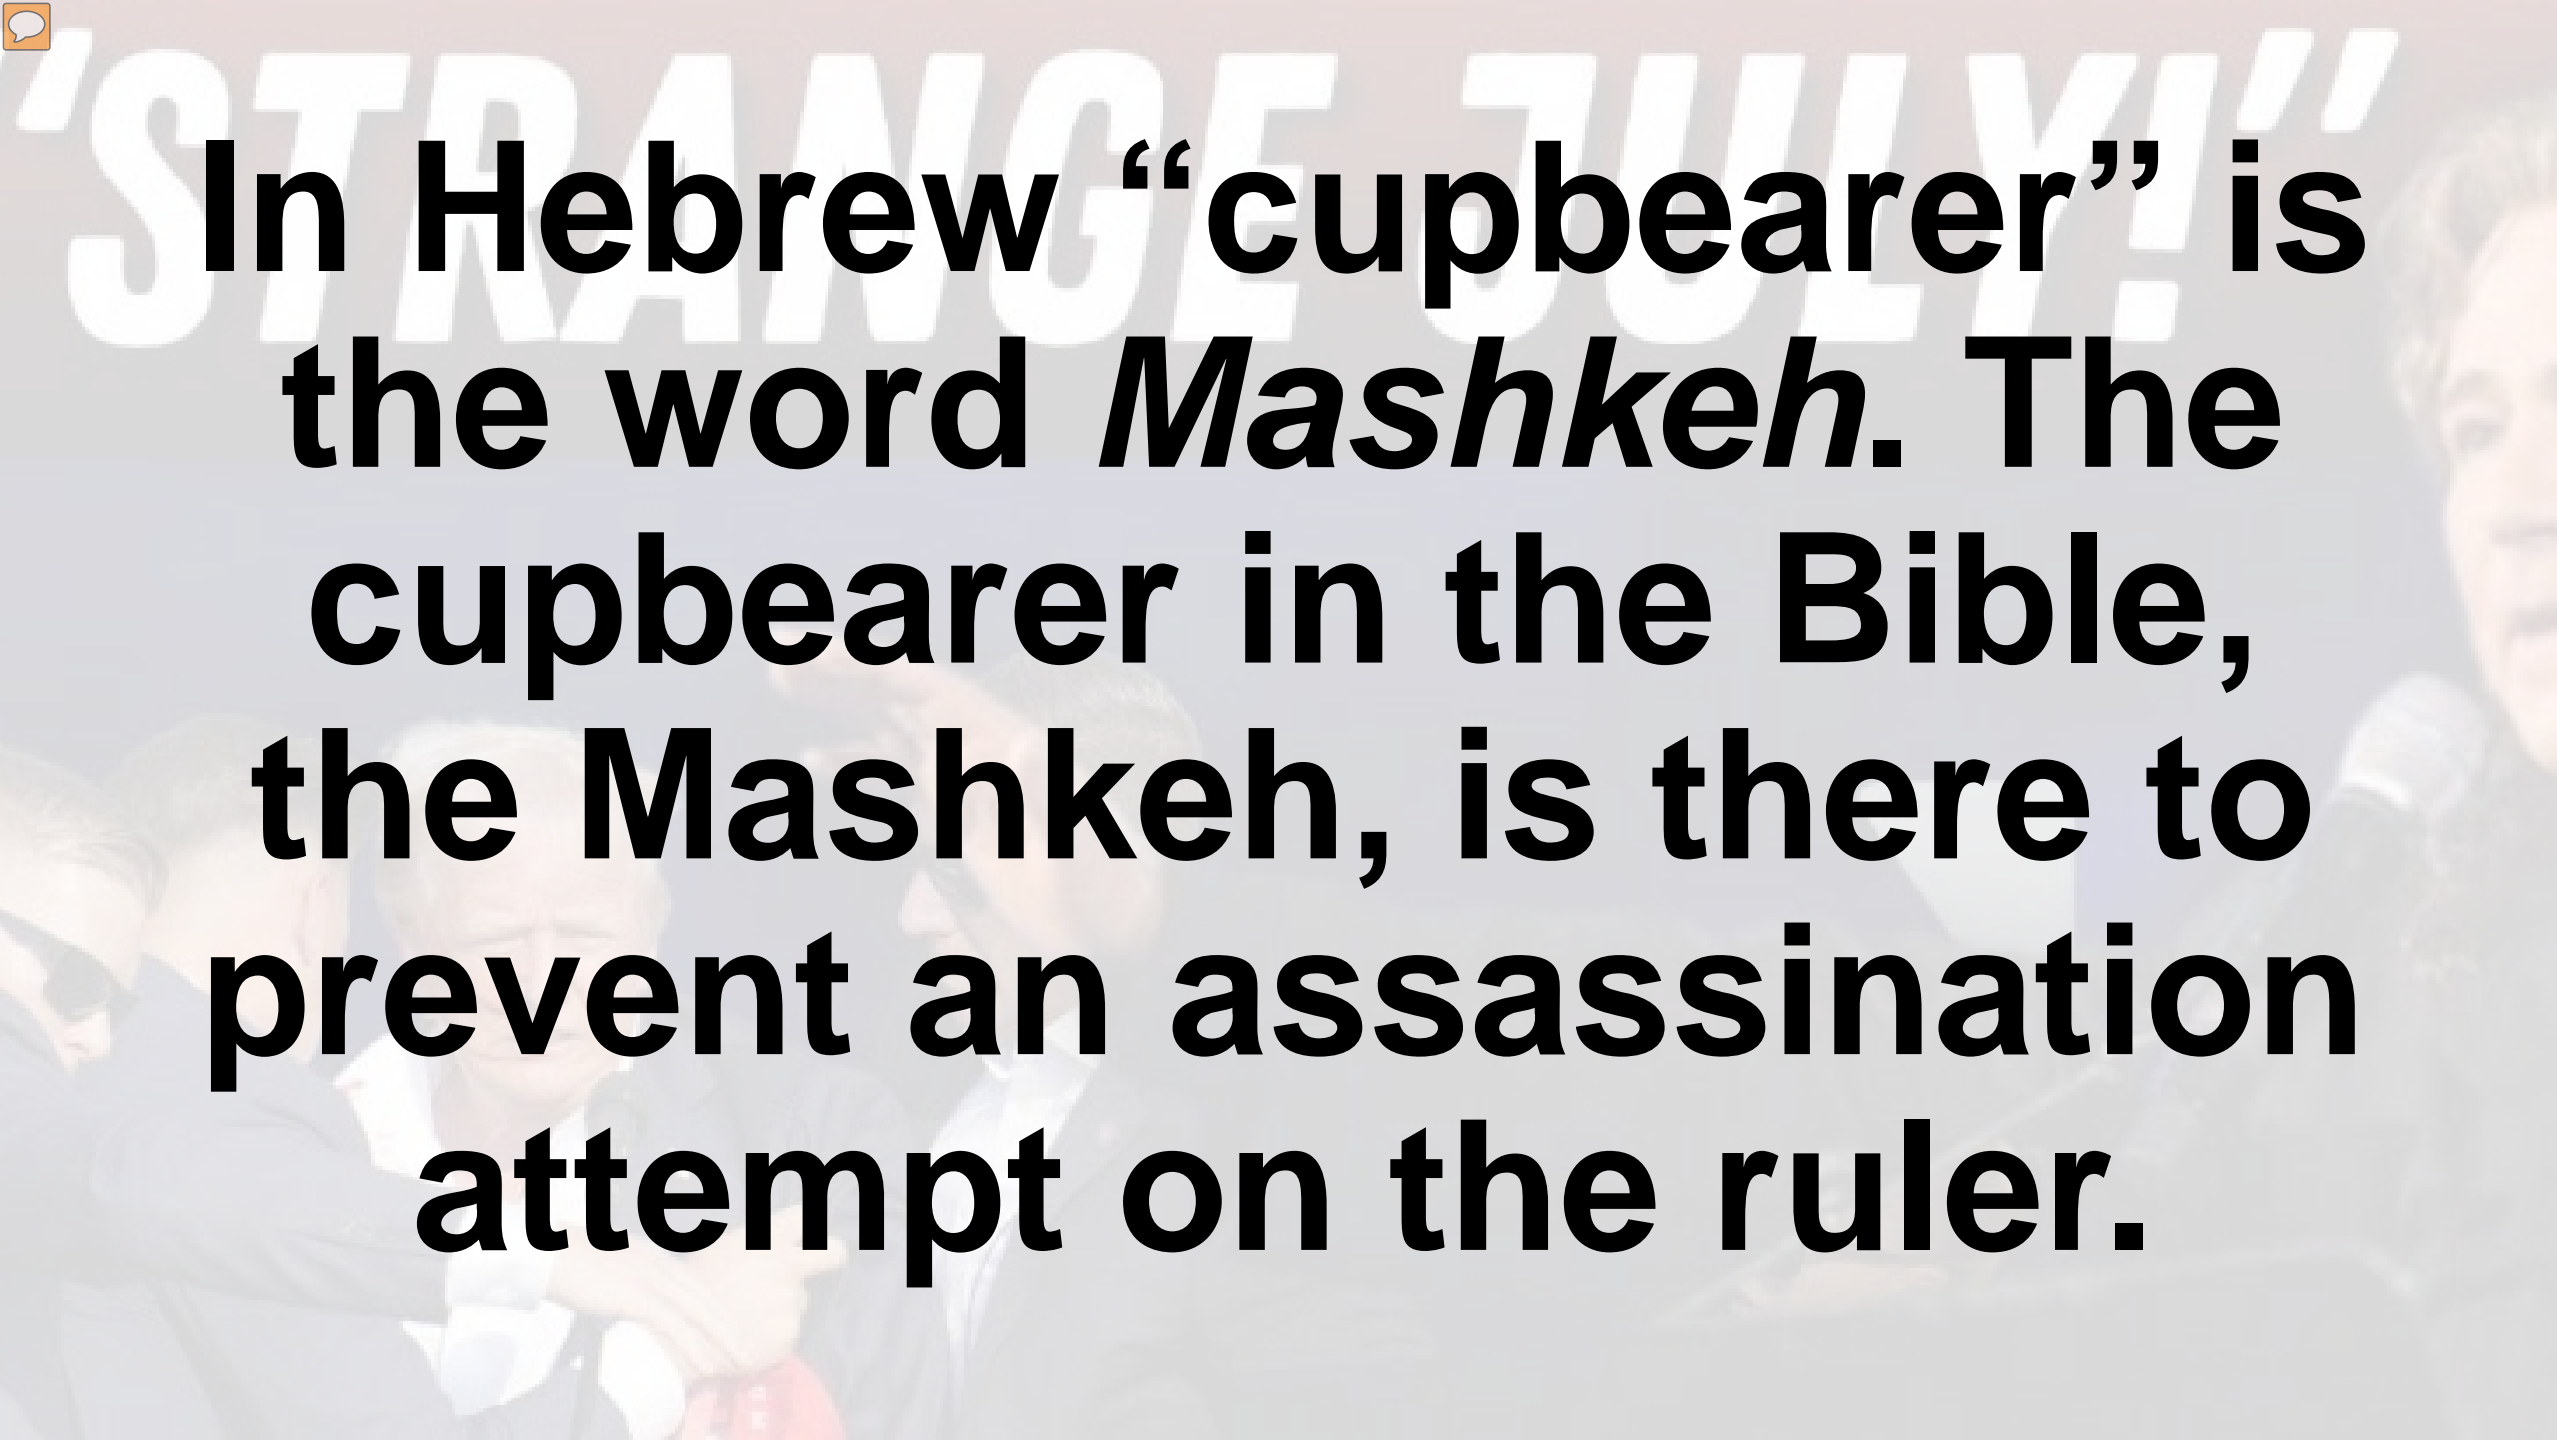 "STRANGE JULY!"
In Hebrew “cupbearer” is
the word Mashkeh. The
cupbearer in the Bible,
the Mashkeh, is there to
prevent an assassination
attempt on the ruler.